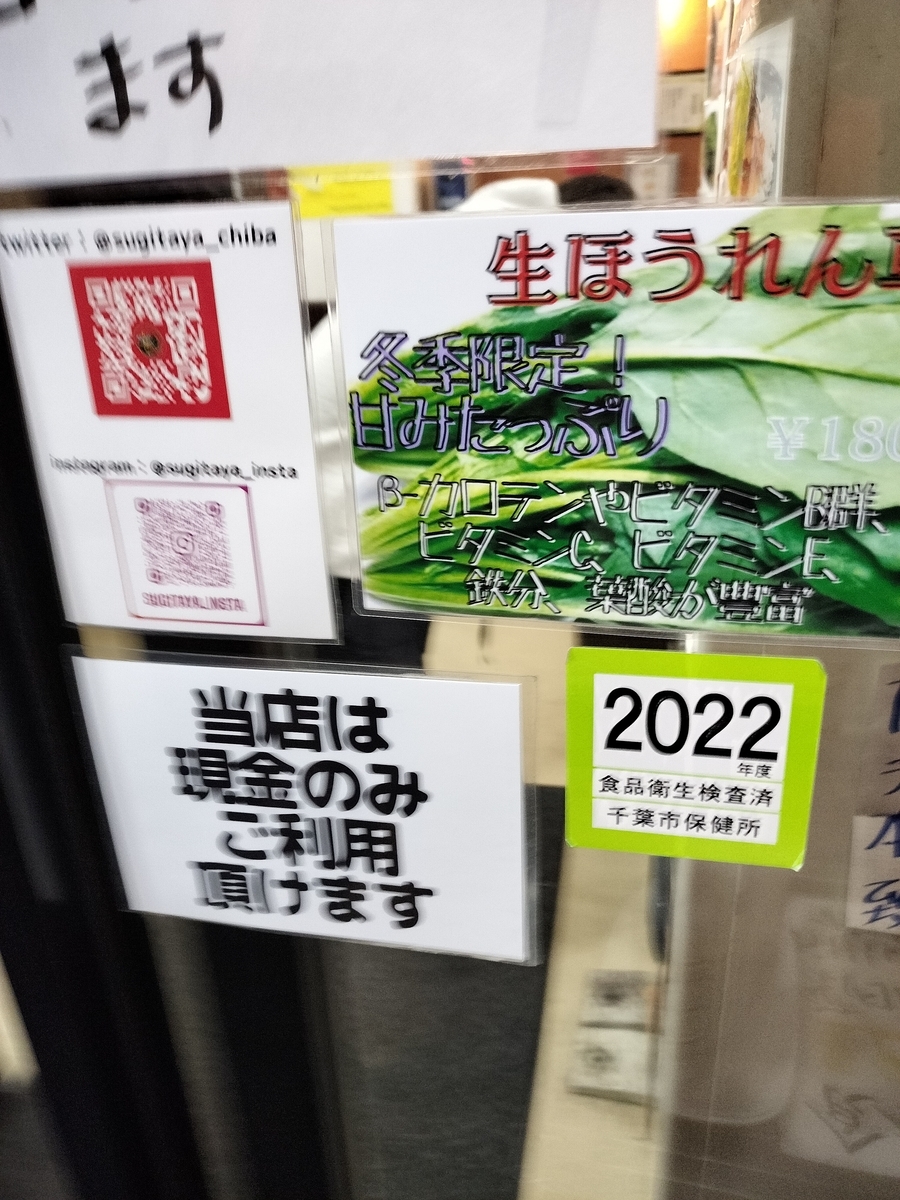 ます
twitter：@sugitaya_chiba
instagram：@sugitaya_insta
SUGITAYA_INSTA
生ほうれん
冬季限定！
甘みたっぷり
¥180
β-カロテンやビタミンB群、
ビタミンC、ビタミンE、
鉄分、葉酸が豊富
当店は
現金のみ
ご利用
頂けます
2022
年度
食品衛生検査済
千葉市保健所